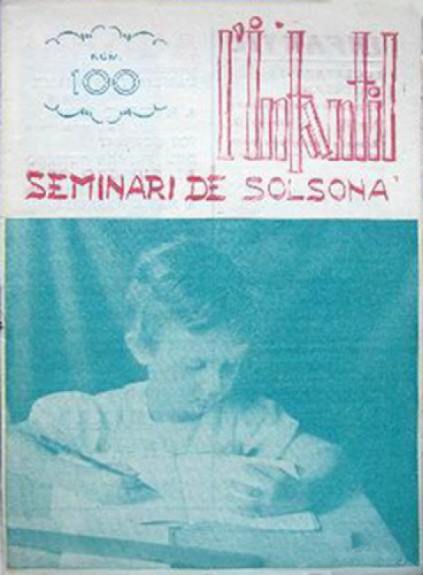 NÚM.
100
l'infantil
SEMINARI DE SOLSONA